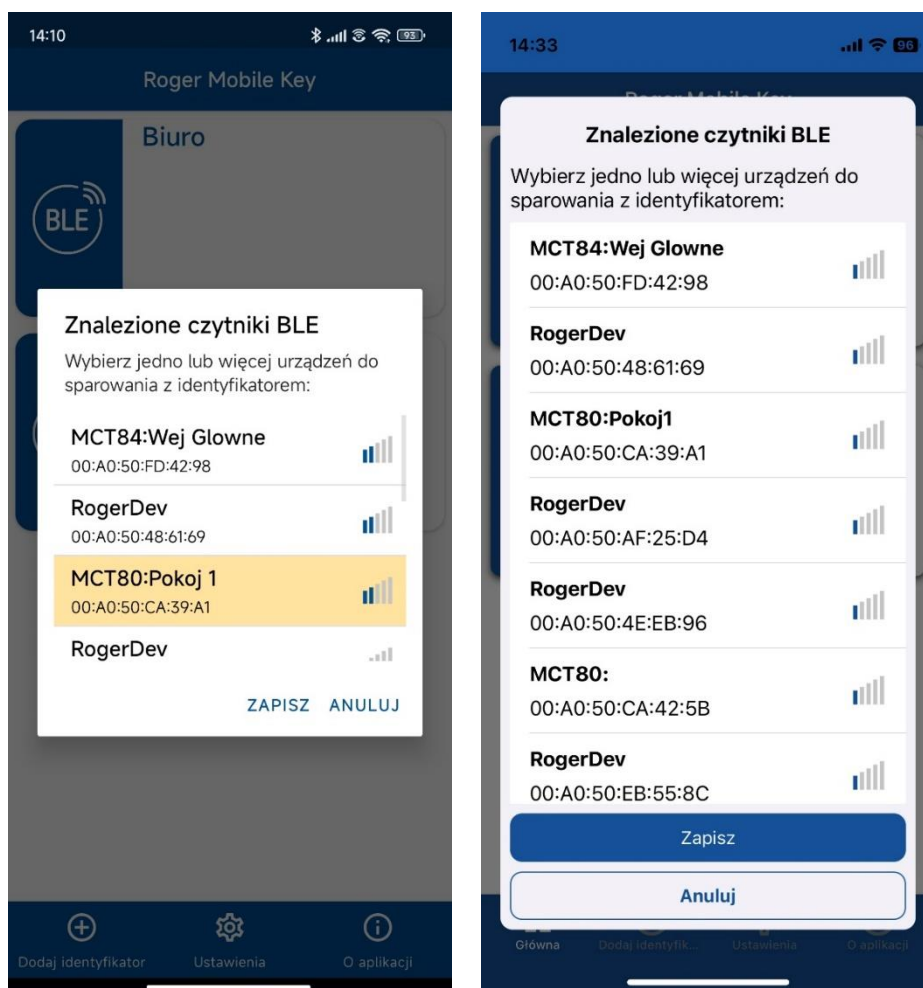 14:10
93
Roger Mobile Key
Biuro
BLE
Znalezione czytniki BLE
Wybierz jedno lub więcej urządzeń do
sparowania z identyfikatorem:
MCT84:Wej Glowne
00:A0:50:FD:42:98
RogerDev
00:A0:50:48:61:69
MCT80:Pokoj 1
00:A0:50:CA:39:A1
RogerDev
ZAPISZ ANULUJ
Dodaj identyfikator
Ustawienia
O aplikacji
14:33
96
Roger Mobile Key
Znalezione czytniki BLE
Wybierz jedno lub więcej urządzeń do
sparowania z identyfikatorem:
MCT84:Wej Glowne
00:A0:50:FD:42:98
RogerDev
00:A0:50:48:61:69
MCT80:Pokoj1
00:A0:50:CA:39:A1
RogerDev
00:A0:50:AF:25:D4
RogerDev
00:A0:50:4E:EB:96
MCT80:
00:A0:50:CA:42:5B
RogerDev
00:A0:50:EB:55:8C
Zapisz
Anuluj
Główna
Dodaj identyfik...
Ustawienia
O aplikacji